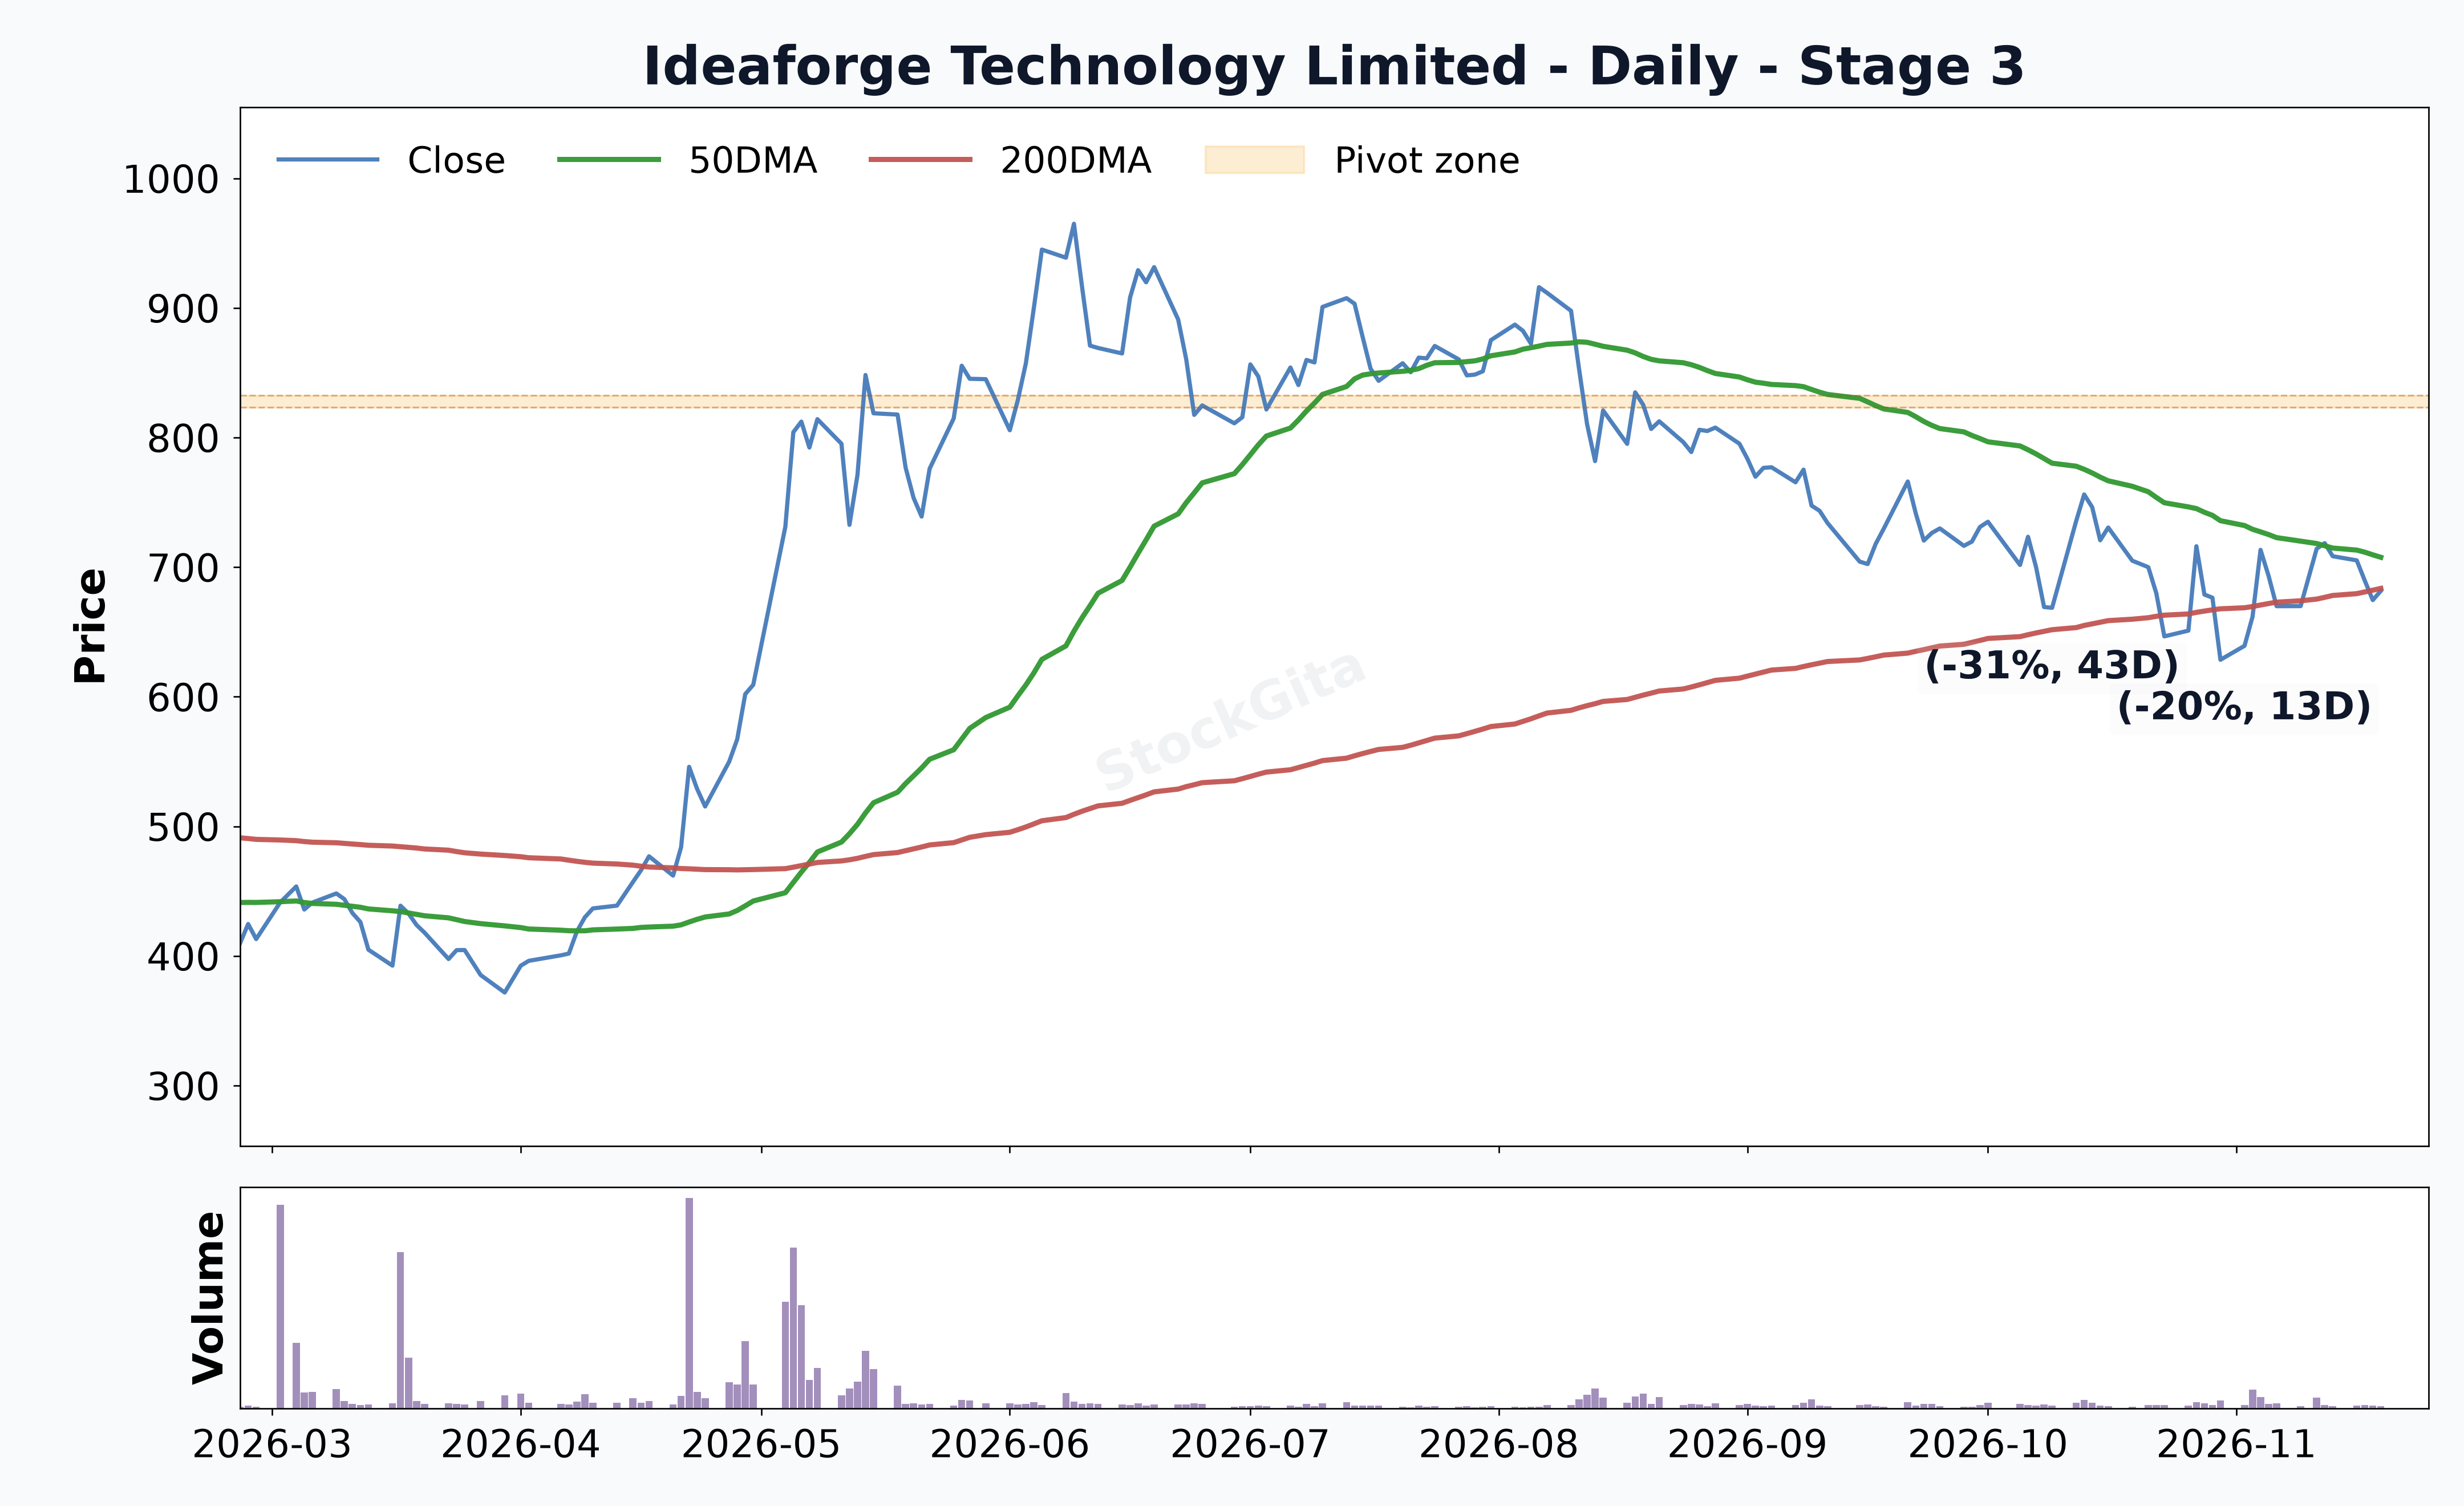 Ideaforge Technology Limited - Daily - Stage 3
Close 50DMA 200DMA Pivot zone
Price
1000
900
800
700
600
500
400
300
StockGita
(-31%, 43D)
(-20%, 13D)
Volume
2026-03 2026-04 2026-05 2026-06 2026-07 2026-08 2026-09 2026-10 2026-11